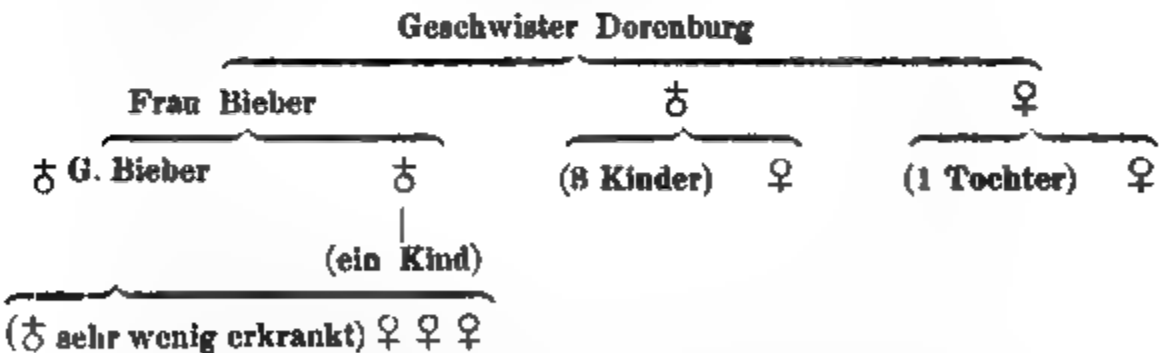 Geschwister Dorenburg
Frau Bieber ♁ ♀
♁ G. Bieber ♁ (8 Kinder) ♀ (1 Tochter) ♀
(ein Kind)
(♁ sehr wenig erkrankt) ♀ ♀ ♀